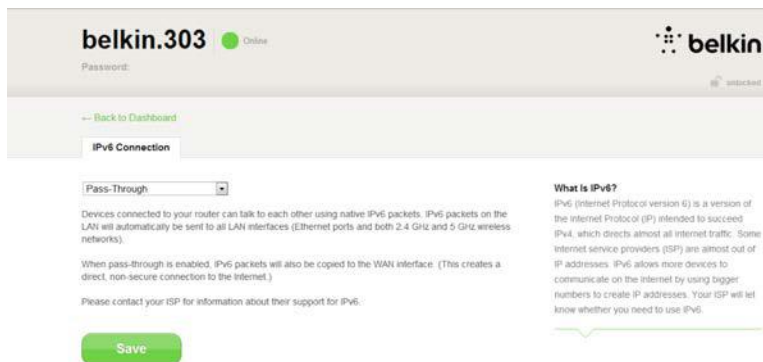 belkin.303 Online
belkin
Password:
unlocked
← Back to Dashboard
IPv6 Connection
Pass-Through
Devices connected to your router can talk to each other using native IPv6 packets. IPv6 packets on the
LAN will automatically be sent to all LAN interfaces (Ethernet ports and both 2.4 GHz and 5 GHz wireless
networks).
When pass-through is enabled, IPv6 packets will also be copied to the WAN interface. (This creates a
direct, non-secure connection to the Internet.)
Please contact your ISP for information about their support for IPv6.
Save
What Is IPv6?
IPv6 (Internet Protocol version 6) is a version of
the Internet Protocol (IP) intended to succeed
IPv4, which directs almost all Internet traffic. Some
Internet service providers (ISP) are almost out of
IP addresses. IPv6 allows more devices to
communicate on the internet by using bigger
numbers to create IP addresses. Your ISP will let
know whether you need to use IPv6.